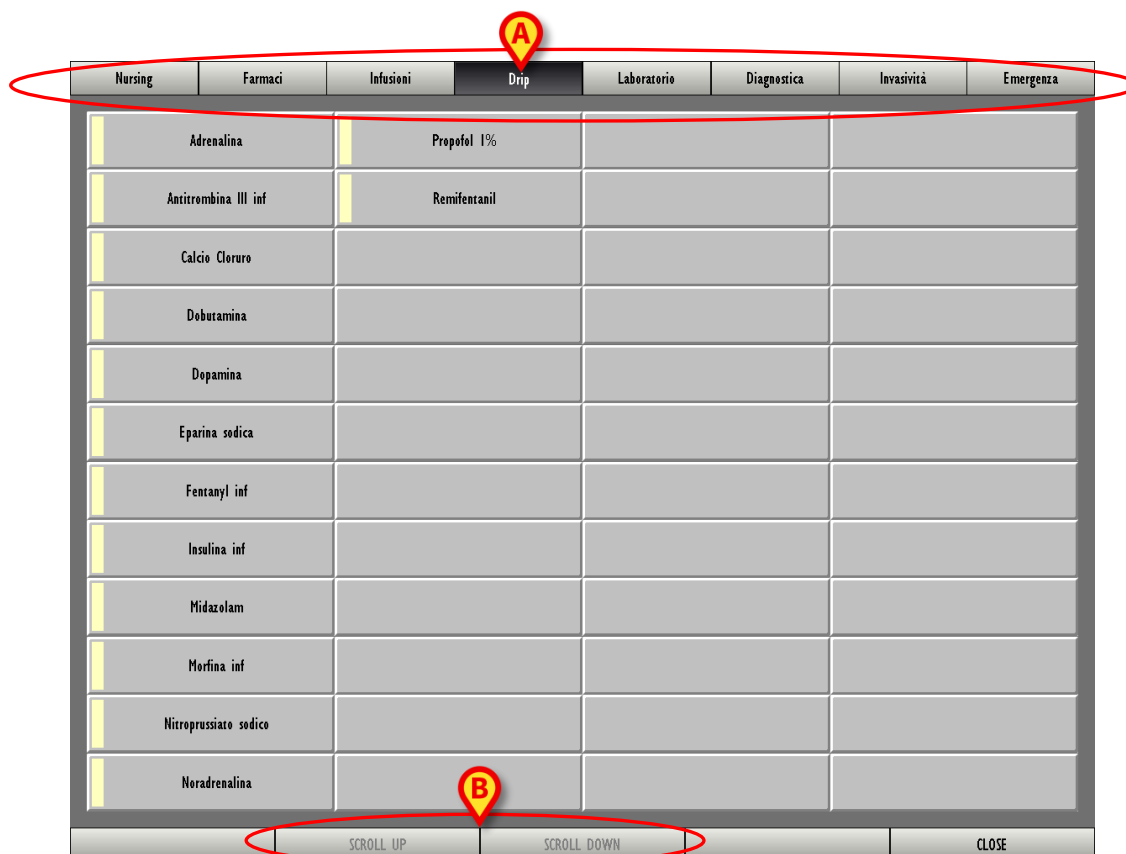 A
Nursing Farmaci Infusioni Drip Laboratorio Diagnostica Invasività Emergenza
Adrenalina Propofol 1%
Antitrombina III inf Remifentanil
Calcio Cloruro
Dobutamina
Dopamina
Eparina sodica
Fentanyl inf
Insulina inf
Midazolam
Morfina inf
Nitroprussiato sodico
Noradrenalina
B
SCROLL UP SCROLL DOWN CLOSE